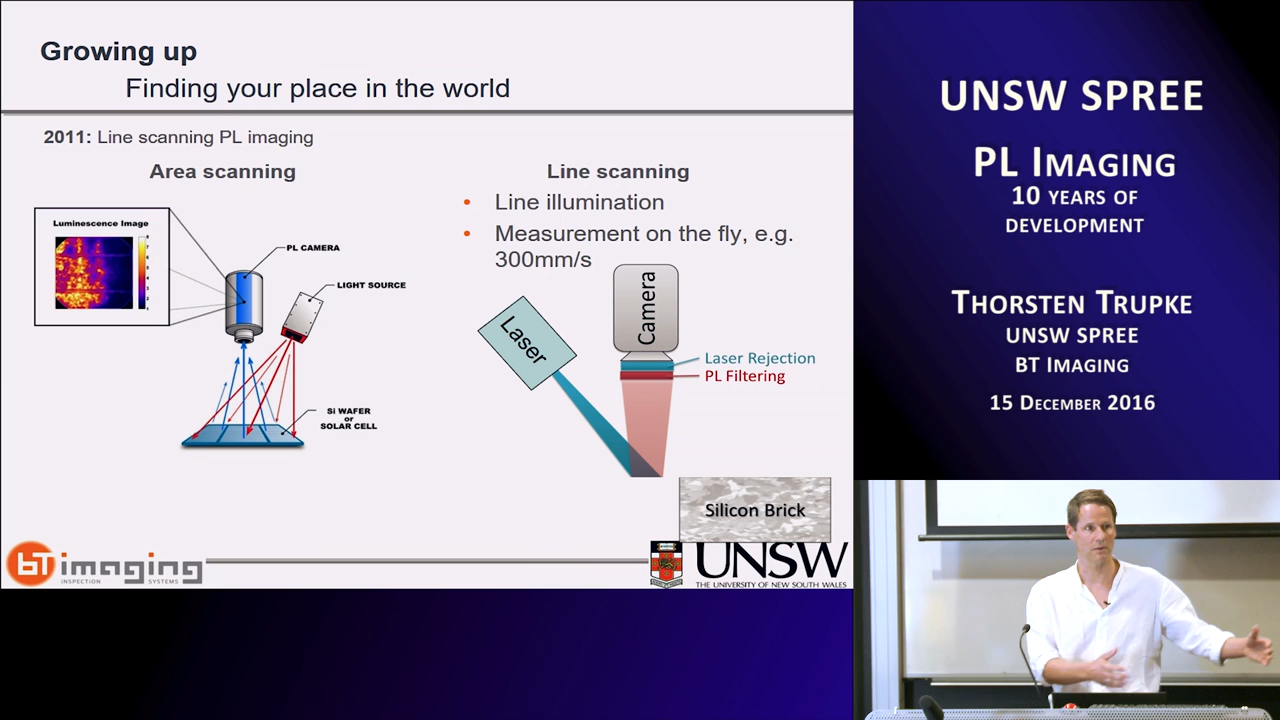 Growing up
Finding your place in the world
2011: Line scanning PL imaging
Area scanning
Luminescence Image
PL CAMERA
LIGHT SOURCE
Si WAFER
or
SOLAR CELL
Line scanning
• Line illumination
• Measurement on the fly, e.g.
300mm/s
Laser
Camera
Laser Rejection
PL Filtering
Silicon Brick
bTimaging
INSPECTION SYSTEMS
UNSW
THE UNIVERSITY OF NEW SOUTH WALES
UNSW SPREE
PL IMAGING
10 YEARS OF
DEVELOPMENT
THORSTEN TRUPKE
UNSW SPREE
BT IMAGING
15 DECEMBER 2016